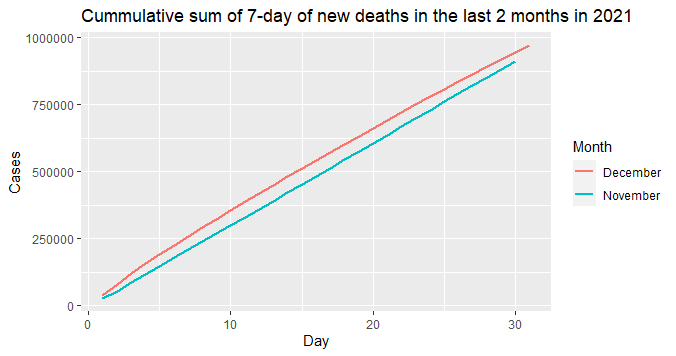 Cummulative sum of 7-day of new deaths in the last 2 months in 2021
1000000
750000
500000
250000
0
Cases
0 10 20 30
Day
Month
December
November